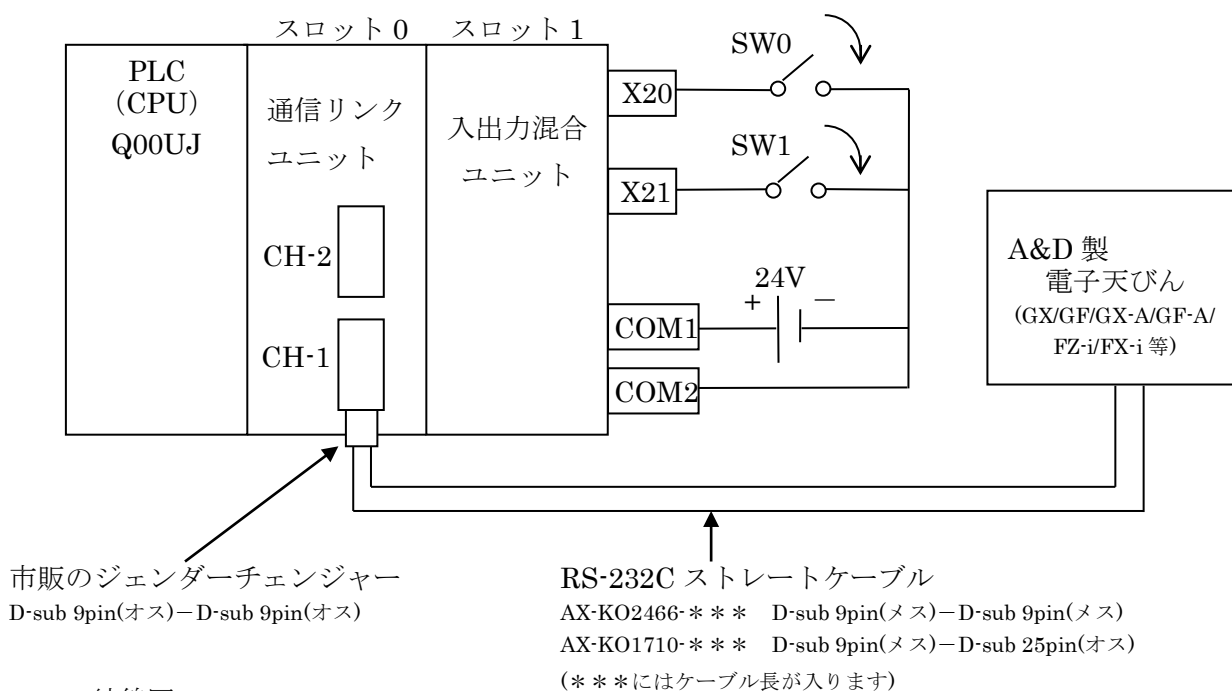 スロット 0
スロット 1
PLC
（CPU）
Q00UJ
通信リンク
ユニット
CH-2
CH-1
入出力混合
ユニット
X20
X21
COM1
COM2
SW0
SW1
24V
＋ －
A&D 製
電子天びん
(GX/GF/GX-A/GF-A/
FZ-i/FX-i 等)
市販のジェンダーチェンジャー
D-sub 9pin(オス)－D-sub 9pin(オス)
RS-232C ストレートケーブル
AX-KO2466-＊＊＊ D-sub 9pin(メス)－D-sub 9pin(メス)
AX-KO1710-＊＊＊ D-sub 9pin(メス)－D-sub 25pin(オス)
(＊＊＊にはケーブル長が入ります)